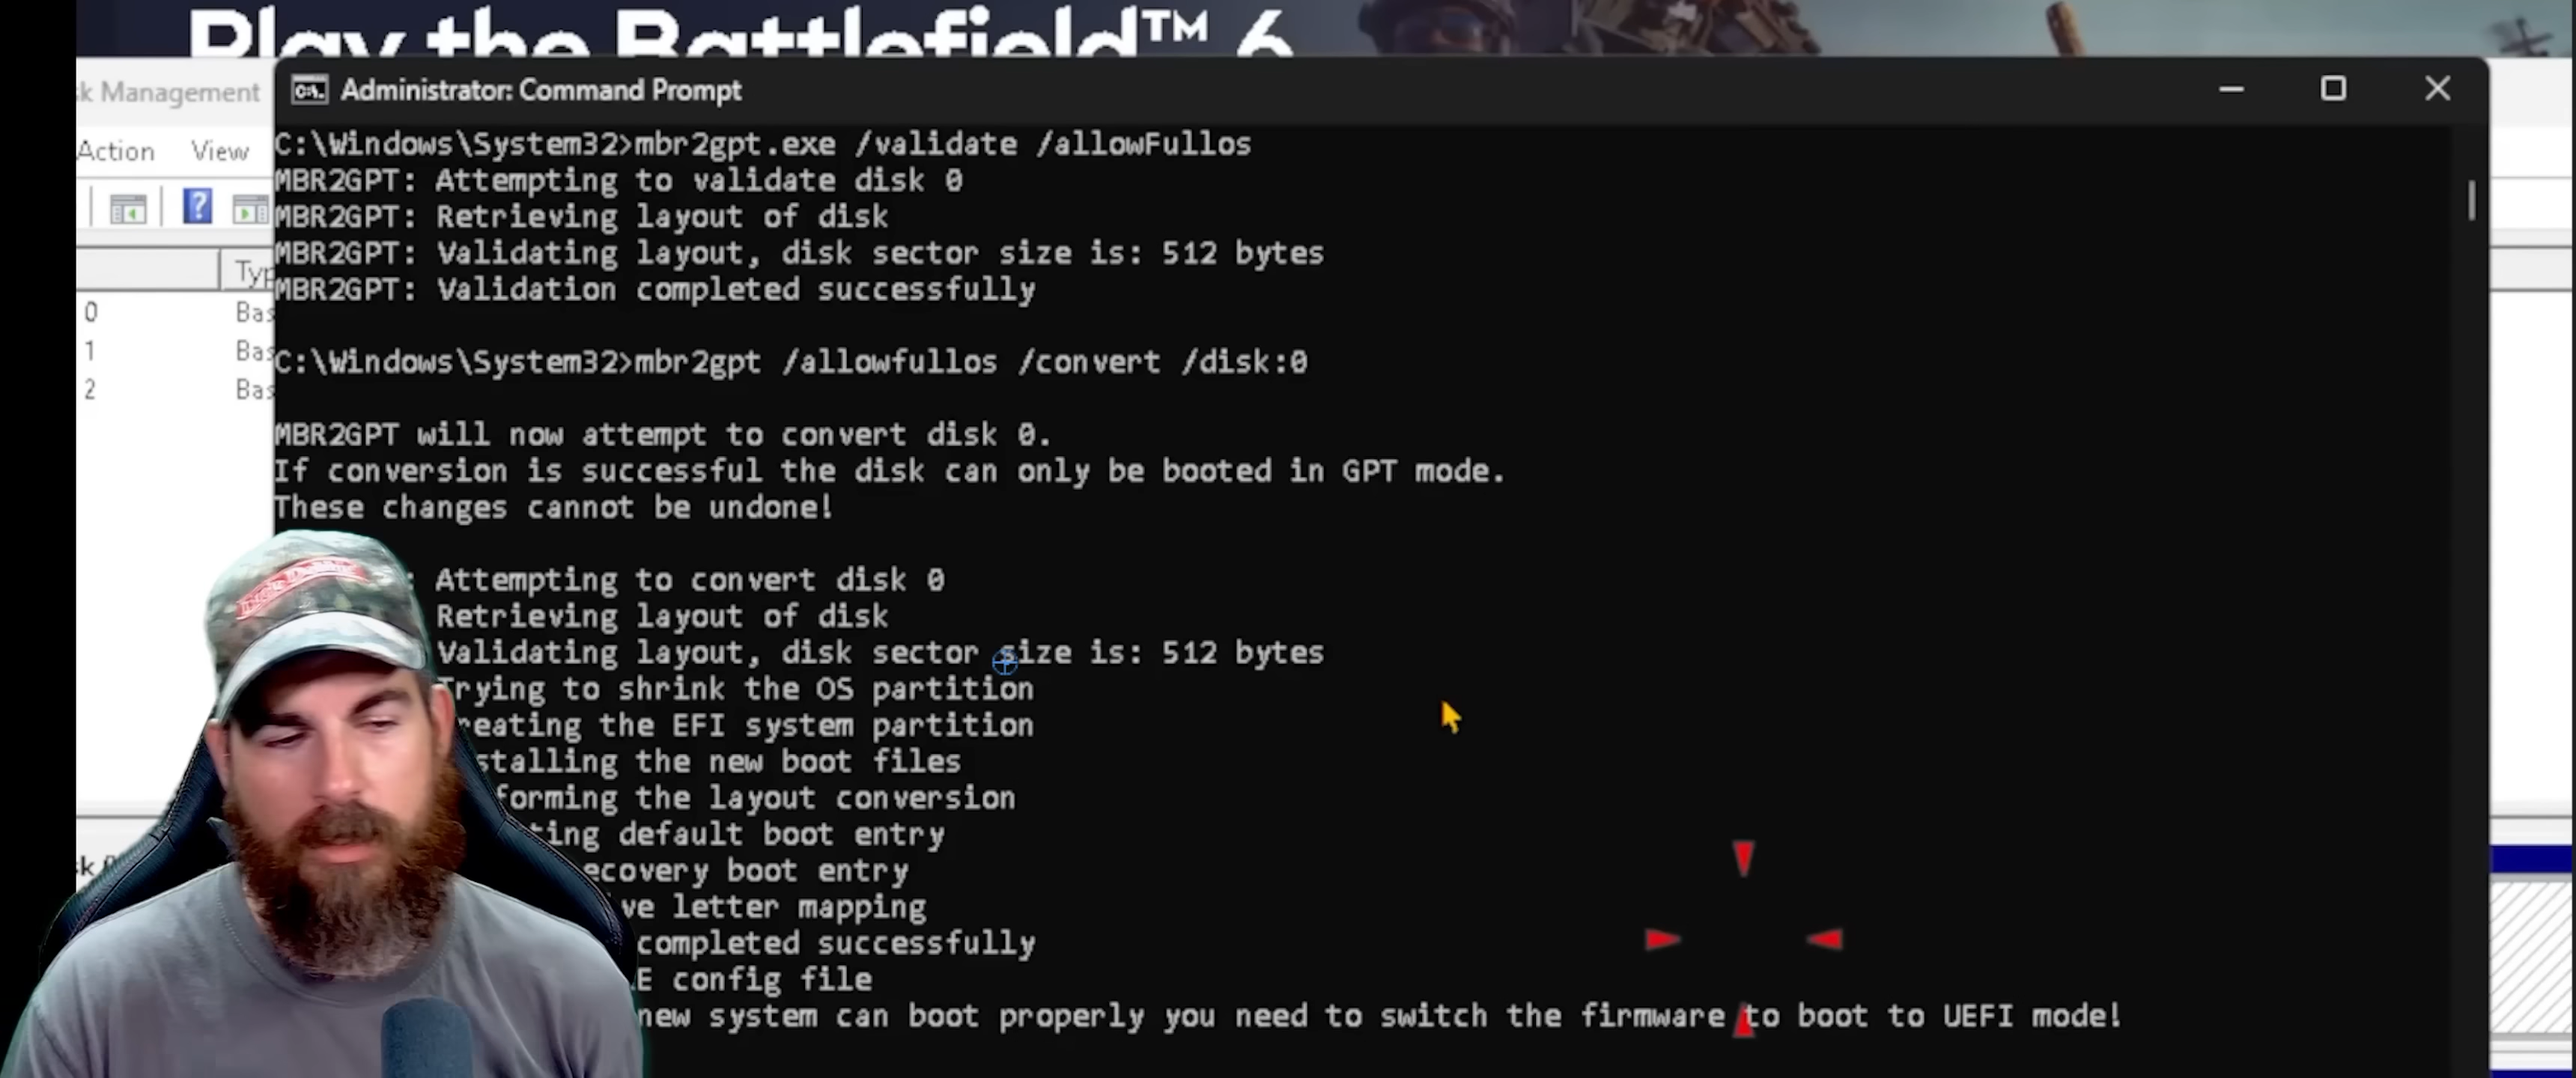 Play the Battlefield™ 6
k Management
Administrator: Command Prompt
Action View
C:\Windows\System32>mbr2gpt.exe /validate /allowFullos
MBR2GPT: Attempting to validate disk 0
MBR2GPT: Retrieving layout of disk
MBR2GPT: Validating layout, disk sector size is: 512 bytes
Typ
MBR2GPT: Validation completed successfully
0 Bas
1 Bas
C:\Windows\System32>mbr2gpt /allowfullos /convert /disk:0
2 Bas
MBR2GPT will now attempt to convert disk 0.
If conversion is successful the disk can only be booted in GPT mode.
These changes cannot be undone!
: Attempting to convert disk 0
Retrieving layout of disk
Validating layout, disk sector size is: 512 bytes
Trying to shrink the OS partition
reating the EFI system partition
stalling the new boot files
forming the layout conversion
ting default boot entry
ecovery boot entry
ve letter mapping
completed successfully
E config file
new system can boot properly you need to switch the firmware to boot to UEFI mode!